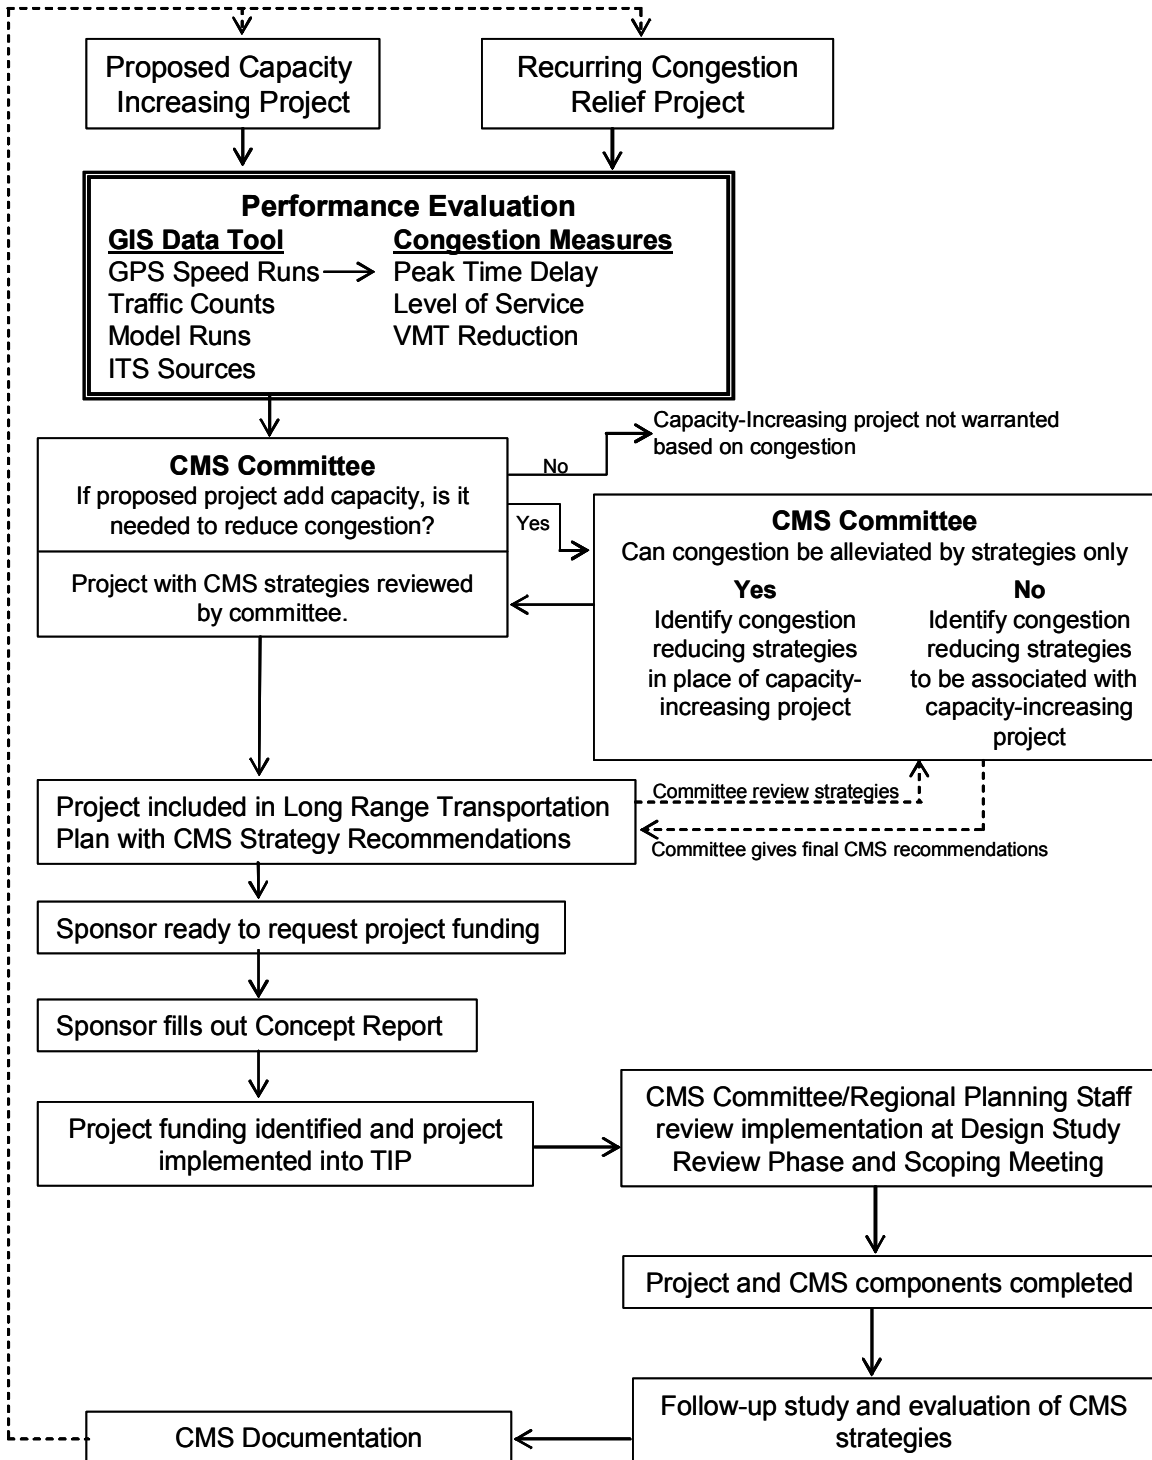 Proposed Capacity
Increasing Project
Recurring Congestion
Relief Project
Performance Evaluation
GIS Data Tool
GPS Speed Runs
Traffic Counts
Model Runs
ITS Sources
Congestion Measures
Peak Time Delay
Level of Service
VMT Reduction
CMS Committee
If proposed project add capacity, is it
needed to reduce congestion?
No
Capacity-Increasing project not warranted
based on congestion
Yes
CMS Committee
Can congestion be alleviated by strategies only
Yes
Identify congestion
reducing strategies
in place of capacity-
increasing project
No
Identify congestion
reducing strategies
to be associated with
capacity-increasing
project
Project with CMS strategies reviewed
by committee.
Project included in Long Range Transportation
Plan with CMS Strategy Recommendations
Committee review strategies
Committee gives final CMS recommendations
Sponsor ready to request project funding
Sponsor fills out Concept Report
Project funding identified and project
implemented into TIP
CMS Committee/Regional Planning Staff
review implementation at Design Study
Review Phase and Scoping Meeting
Project and CMS components completed
Follow-up study and evaluation of CMS
strategies
CMS Documentation